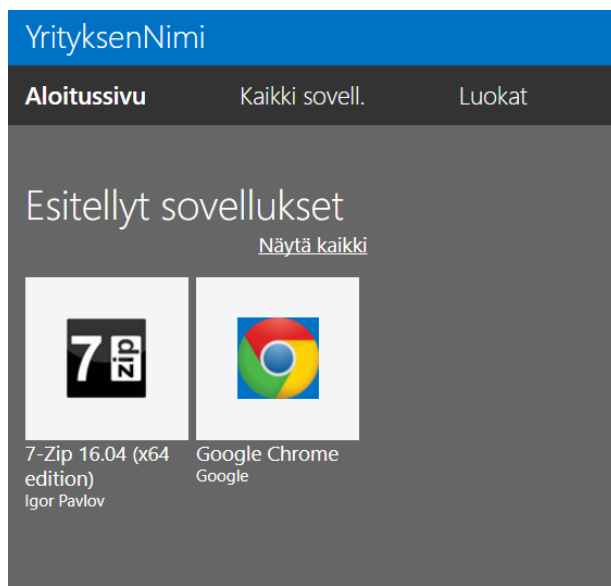 YrityksenNimi
Aloitussivu Kaikki sovell. Luokat
Esitellyt sovellukset
Näytä kaikki
7 zip
7-Zip 16.04 (x64
edition)
Igor Pavlov
Google Chrome
Google